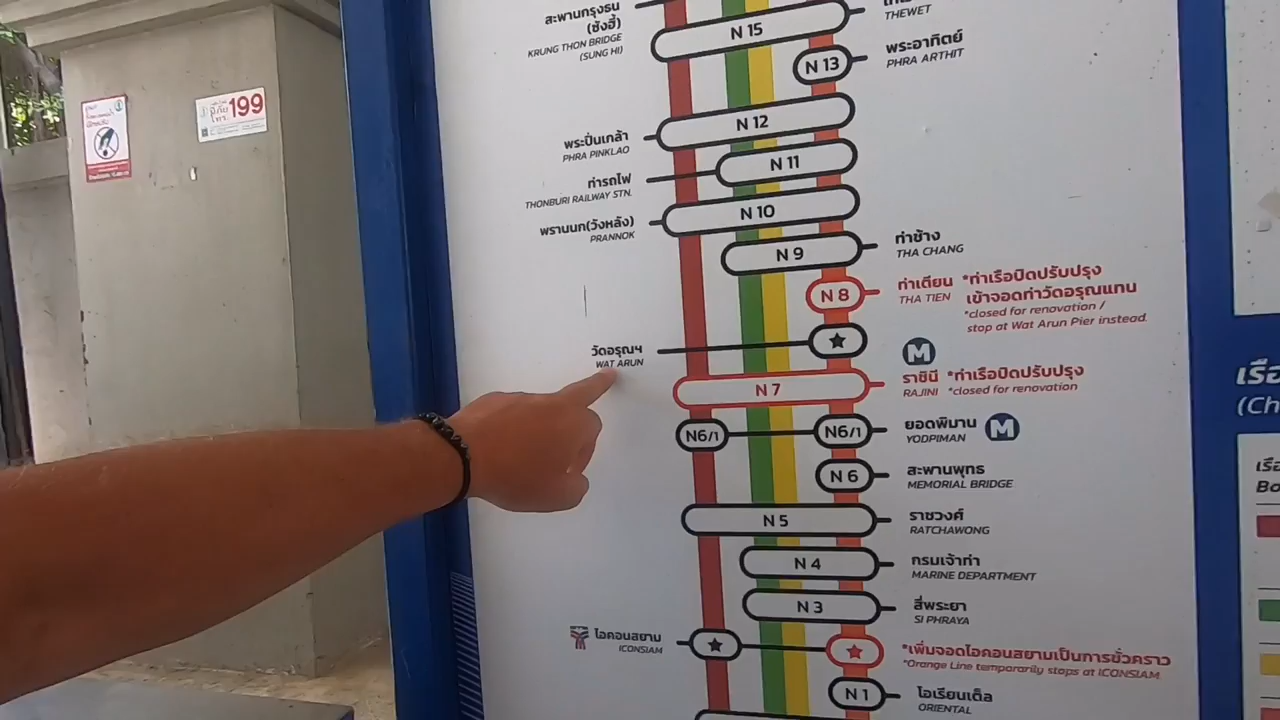 สะพานกรุงธน
(ซังฮี้)
KRUNG THON BRIDGE
(SUNG HI)
N 15
THEWET
N 13
พระอาทิตย์
PHRA ARTHIT
N 12
พระปิ่นเกล้า
PHRA PINKLAO
N 11
ท่ารถไฟ
THONBURI RAILWAY STN.
N 10
พรานนก(วังหลัง)
PRANNOK
N 9
ท่าช้าง
THA CHANG
N 8
ท่าเตียน *ท่าเรือปิดปรับปรุง
เข้าจอดท่าวัดอรุณแทน
THA TIEN
*closed for renovation /
stop at Wat Arun Pier instead.
วัดอรุณฯ
WAT ARUN
M
N 7
ราชินี *ท่าเรือปิดปรับปรุง
RAJINI *closed for renovation
N6/1
N6/1
ยอดพิมาน M
YODPIMAN
N 6
สะพานพุทธ
MEMORIAL BRIDGE
N 5
ราชวงศ์
RATCHAWONG
N 4
กรมเจ้าท่า
MARINE DEPARTMENT
N 3
สี่พระยา
SI PHRAYA
ไอคอนสยาม
ICONSIAM
*เพิ่มจอดไอคอนสยามเป็นการชั่วคราว
*Orange Line temporarily stops at ICONSIAM
N 1
โอเรียนเต็ล
ORIENTAL
199
(Ch
Bo